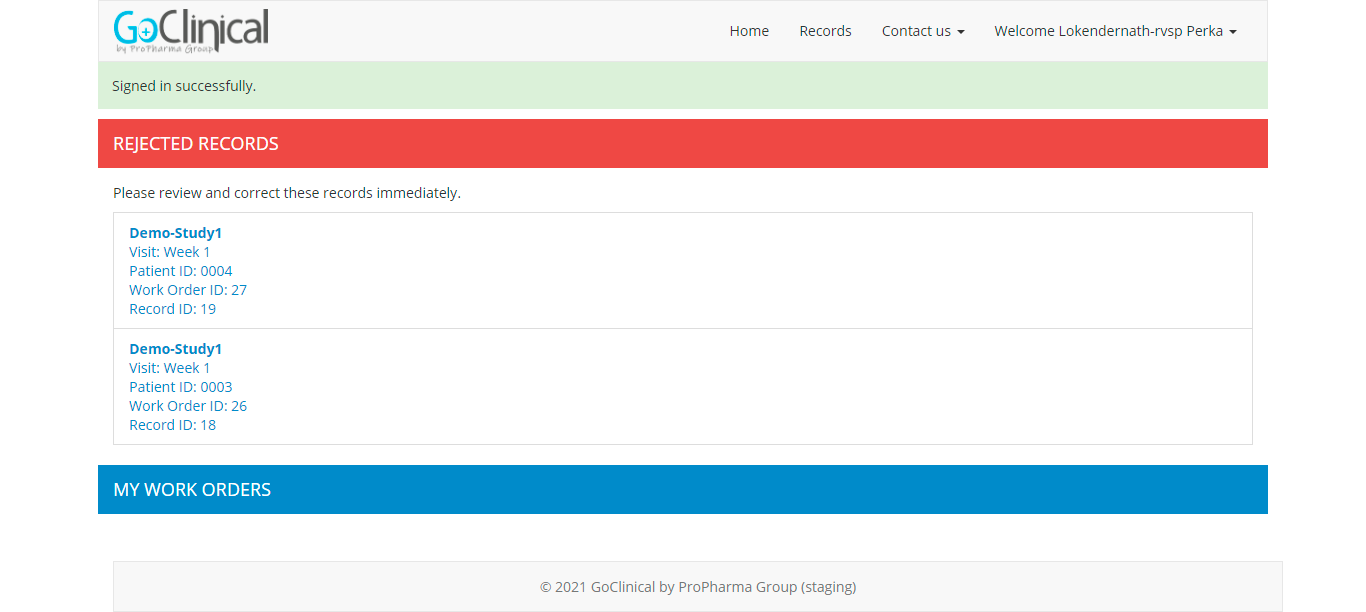 GoClinical
by ProPharma Group
Home
Records
Contact us
Welcome Lokendernath-rvsp Perka
Signed in successfully.
REJECTED RECORDS
Please review and correct these records immediately.
Demo-Study1
Visit: Week 1
Patient ID: 0004
Work Order ID: 27
Record ID: 19
Demo-Study1
Visit: Week 1
Patient ID: 0003
Work Order ID: 26
Record ID: 18
MY WORK ORDERS
© 2021 GoClinical by ProPharma Group (staging)